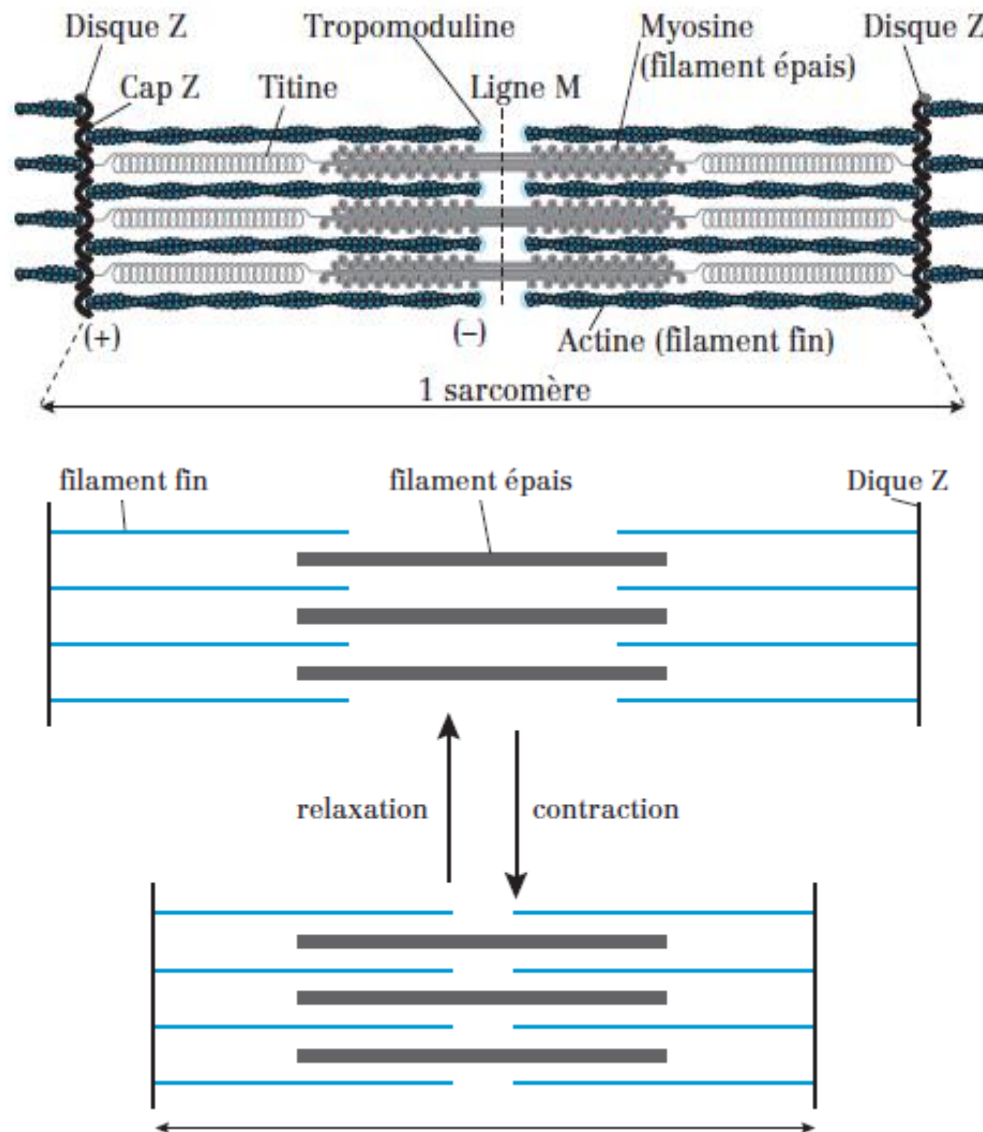 Disque Z
Tropomoduline
Myosine
(filament épais)
Disque Z
Cap Z
Titine
Ligne M
(+)
(–)
Actine (filament fin)
1 sarcomère
filament fin
filament épais
Dique Z
relaxation
contraction